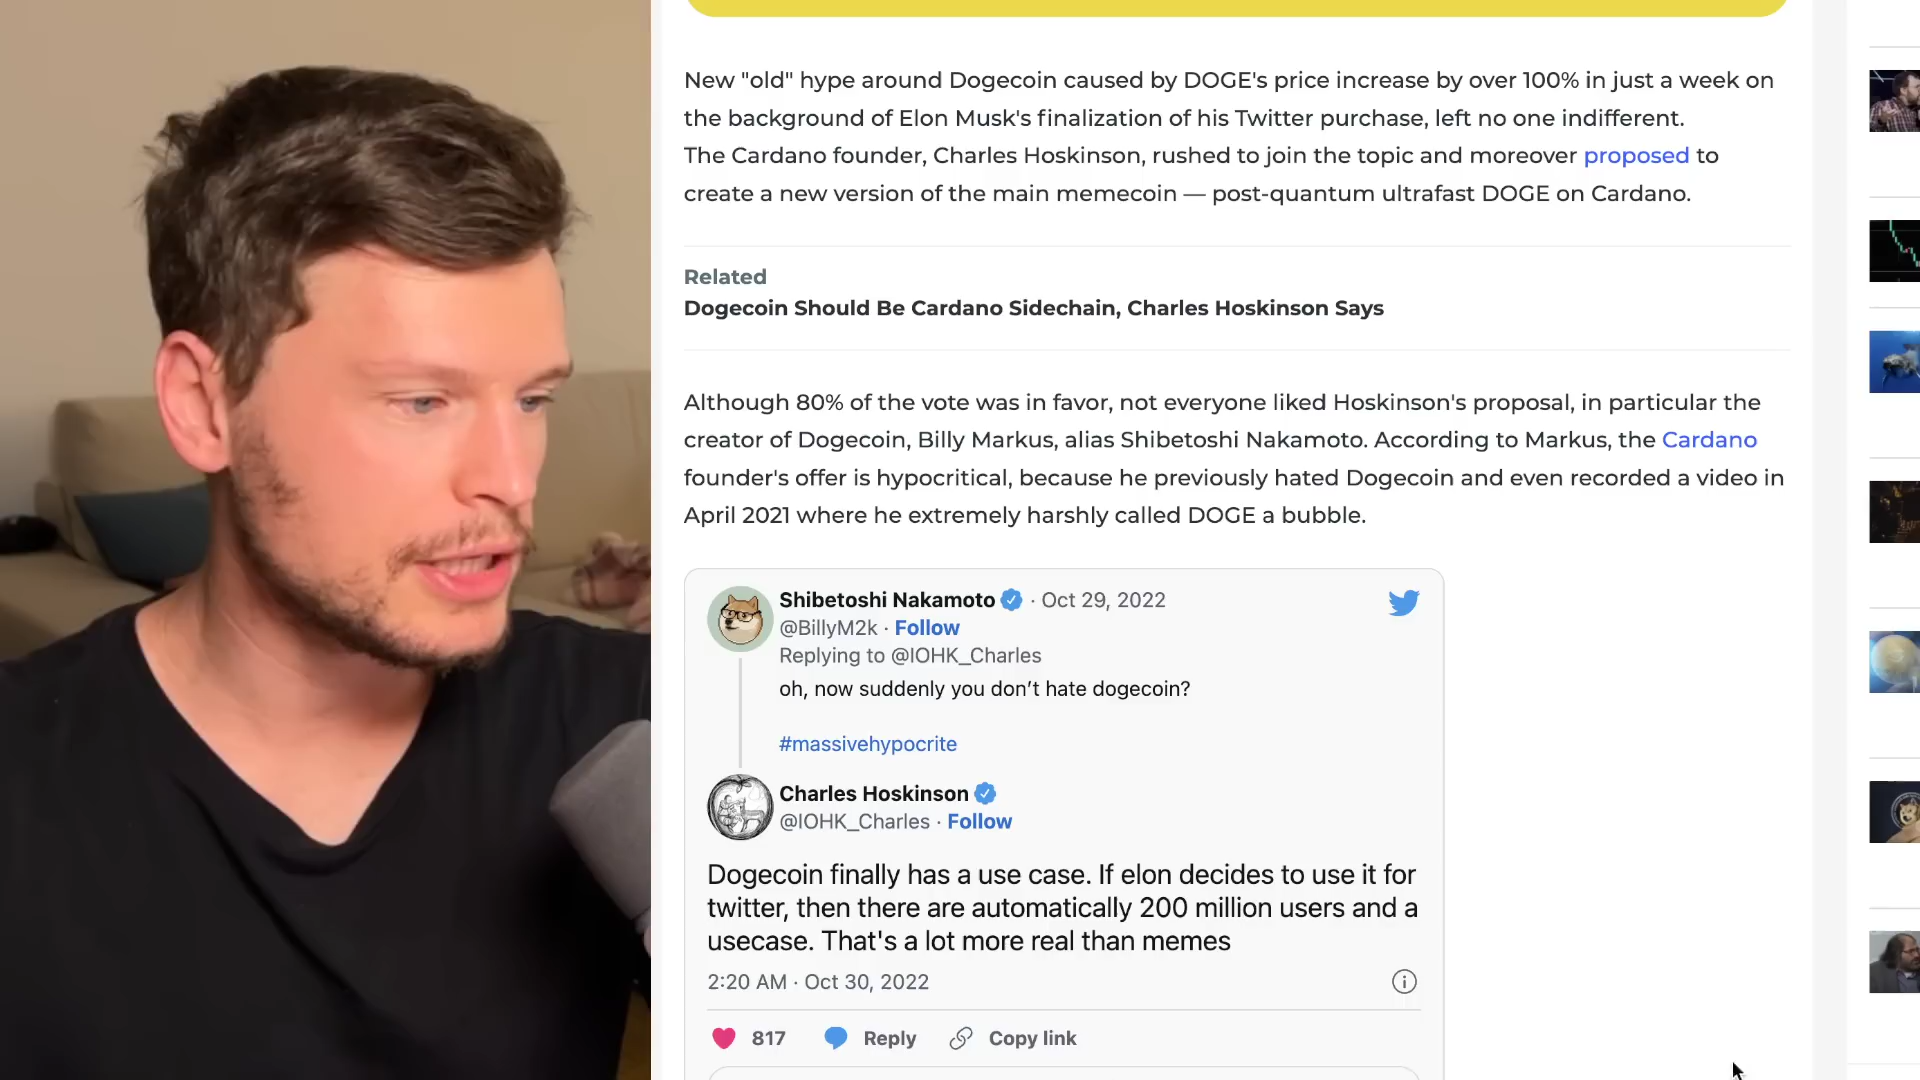 New "old" hype around Dogecoin caused by DOGE's price increase by over 100% in just a week on
the background of Elon Musk's finalization of his Twitter purchase, left no one indifferent.
The Cardano founder, Charles Hoskinson, rushed to join the topic and moreover proposed to
create a new version of the main memecoin — post-quantum ultrafast DOGE on Cardano.
Related
Dogecoin Should Be Cardano Sidechain, Charles Hoskinson Says
Although 80% of the vote was in favor, not everyone liked Hoskinson's proposal, in particular the
creator of Dogecoin, Billy Markus, alias Shibetoshi Nakamoto. According to Markus, the Cardano
founder's offer is hypocritical, because he previously hated Dogecoin and even recorded a video in
April 2021 where he extremely harshly called DOGE a bubble.
Shibetoshi Nakamoto · Oct 29, 2022
@BillyM2k · Follow
Replying to @IOHK_Charles
oh, now suddenly you don’t hate dogecoin?
#massivehypocrite
Charles Hoskinson
@IOHK_Charles · Follow
Dogecoin finally has a use case. If elon decides to use it for
twitter, then there are automatically 200 million users and a
usecase. That's a lot more real than memes
2:20 AM · Oct 30, 2022
817 Reply Copy link